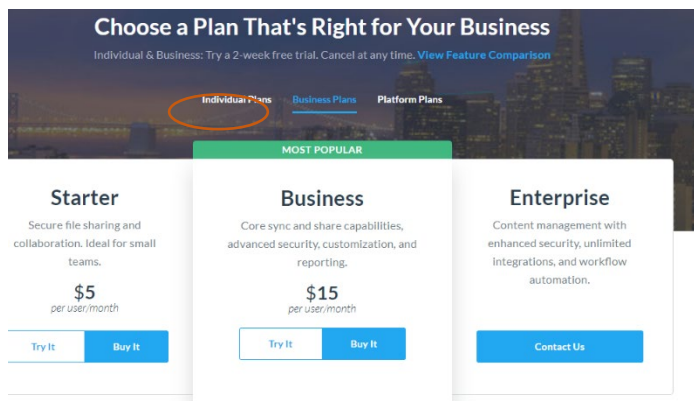 Choose a Plan That's Right for Your Business
Individual & Business: Try a 2-week free trial. Cancel at any time. View Feature Comparison
Individual Plans
Business Plans
Platform Plans
MOST POPULAR
Starter
Secure file sharing and
collaboration. Ideal for small
teams.
$5
per user/month
Try It
Buy It
Business
Core sync and share capabilities,
advanced security, customization, and
reporting.
$15
per user/month
Try It
Buy It
Enterprise
Content management with
enhanced security, unlimited
integrations, and workflow
automation.
Contact Us